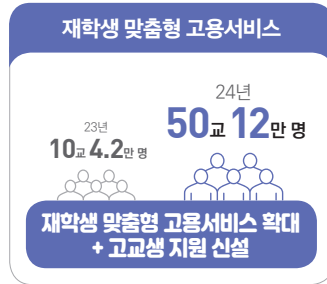 재학생 맞춤형 고용서비스
23년
10교 4.2만 명
24년
50교 12만 명
재학생 맞춤형 고용서비스 확대
+ 고교생 지원 신설